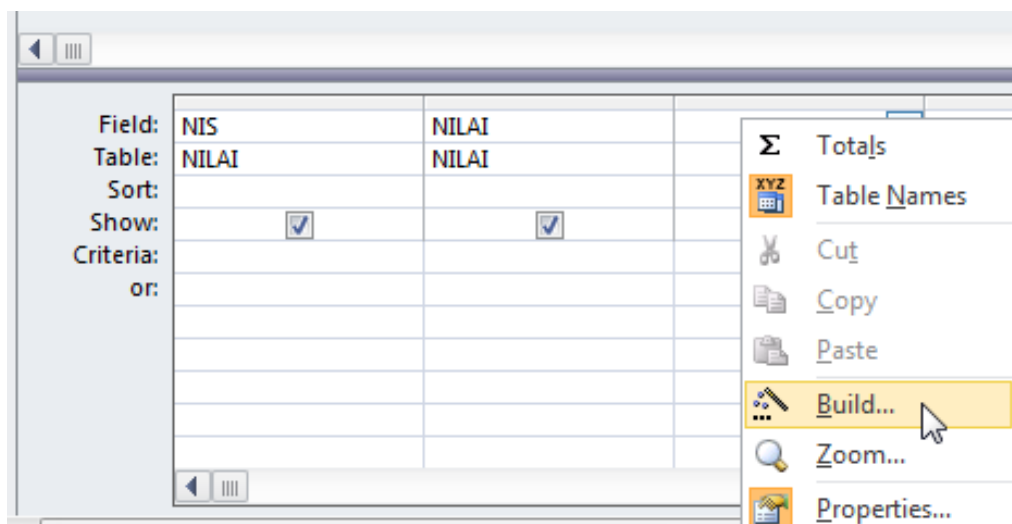 Field: NIS NILAI
Table: NILAI NILAI
Sort:
Show:
Criteria:
or:
Σ Totals
XYZ Table Names
Cut
Copy
Paste
Build...
Zoom...
Properties...